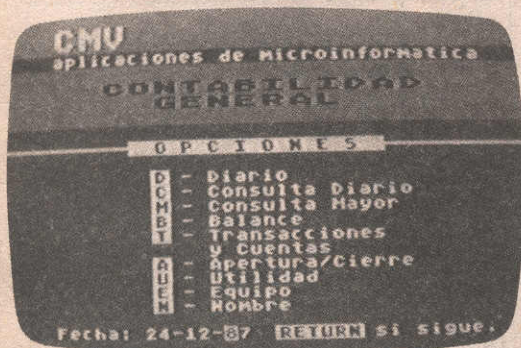 CMV
aplicaciones de microinformatica
CONTABILIDAD
GENERAL
OPCIONES
D - Diario
C - Consulta Diario
M - Consulta Mayor
B - Balance
T - Transacciones
y Cuentas
A - Apertura/Cierre
U - Utilidad
E - Equipo
N - Nombre
Fecha: 24-12-87 RETURN si sigue.